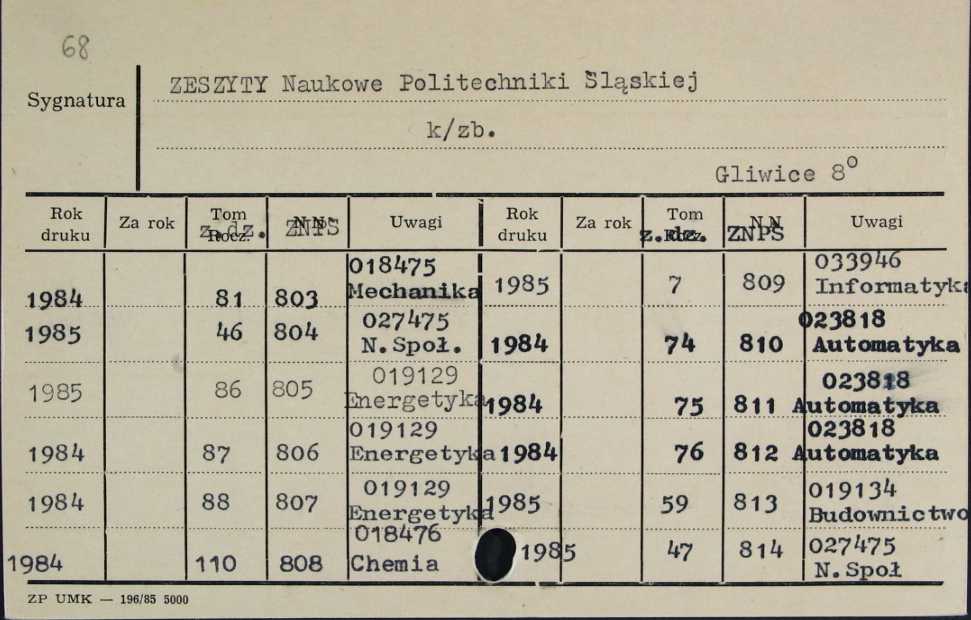 68
Sygnatura
ZESZYTY Naukowe Politechniki Śląskiej
k/zb.
Gliwice 8°
Rok druku Za rok Tom Rocz. z.dz. N N ZNPS Uwagi Rok druku Za rok Tom Rocz. z.dz. N N ZNPS Uwagi
1984 81 803 018475 Mechanika
1985 46 804 027475 N.Społ.
1985 86 805 019129 Energetyka
1984 87 806 019129 Energetyka
1984 88 807 019129 Energetyka
1984 110 808 018476 Chemia
1985 7 809 033946 Informatyka
1984 74 810 023818 Automatyka
1984 75 811 023818 Automatyka
1984 76 812 023818 Automatyka
1985 59 813 019134 Budownictwo
1985 47 814 027475 N.Społ
ZP UMK — 196/85 5000